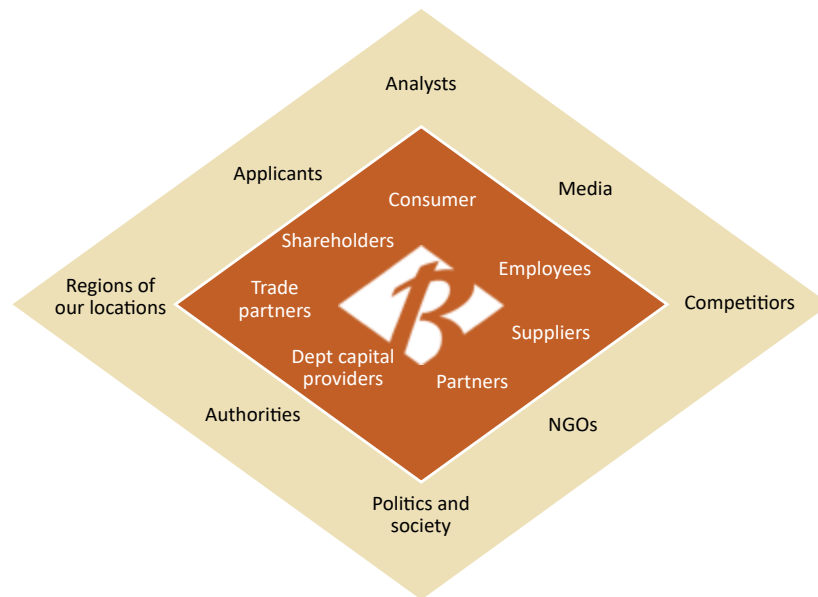 Analysts
Applicants
Media
Consumer
Shareholders
Employees
Regions of
our locations
Trade
partners
Competitiors
Suppliers
Dept capital
providers
Partners
Authorities
NGOs
Politics and
society